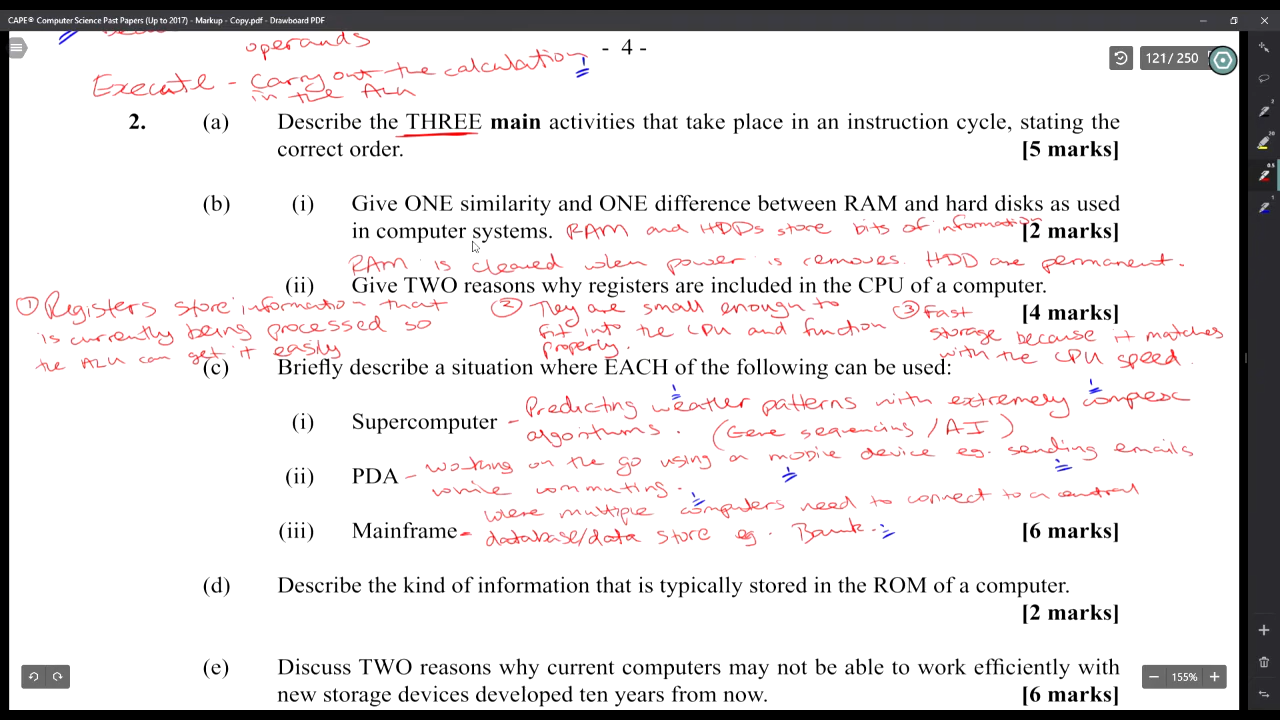 CAPE® Computer Science Past Papers (Up to 2017) - Markup - Copy.pdf - Drawboard PDF
operands
- 4 -
121 / 250
Execute - Carry out the calculation
in the ALU
2. (a) Describe the THREE main activities that take place in an instruction cycle, stating the
correct order. [5 marks]
(b) (i) Give ONE similarity and ONE difference between RAM and hard disks as used
in computer systems. RAM and HDDs store bits of information [2 marks]
RAM is cleared when power is removes. HDD are permanent.
(ii) Give TWO reasons why registers are included in the CPU of a computer.
[4 marks]
① Registers store information that
is currently being processed so
the ALU can get it easily
② They are small enough to
fit into the CPU and function
properly.
③ Fast
storage because it matches
with the CPU speed.
(c) Briefly describe a situation where EACH of the following can be used:
(i) Supercomputer - Predicting weather patterns with extremely compex
algorithms. (Gene sequencing / AI)
(ii) PDA - working on the go using a mobile device eg. sending emails
while commuting.
were multiple computers need to connect to a central
(iii) Mainframe - database/data store eg. Bank. [6 marks]
(d) Describe the kind of information that is typically stored in the ROM of a computer.
[2 marks]
(e) Discuss TWO reasons why current computers may not be able to work efficiently with
new storage devices developed ten years from now. [6 marks]
155%